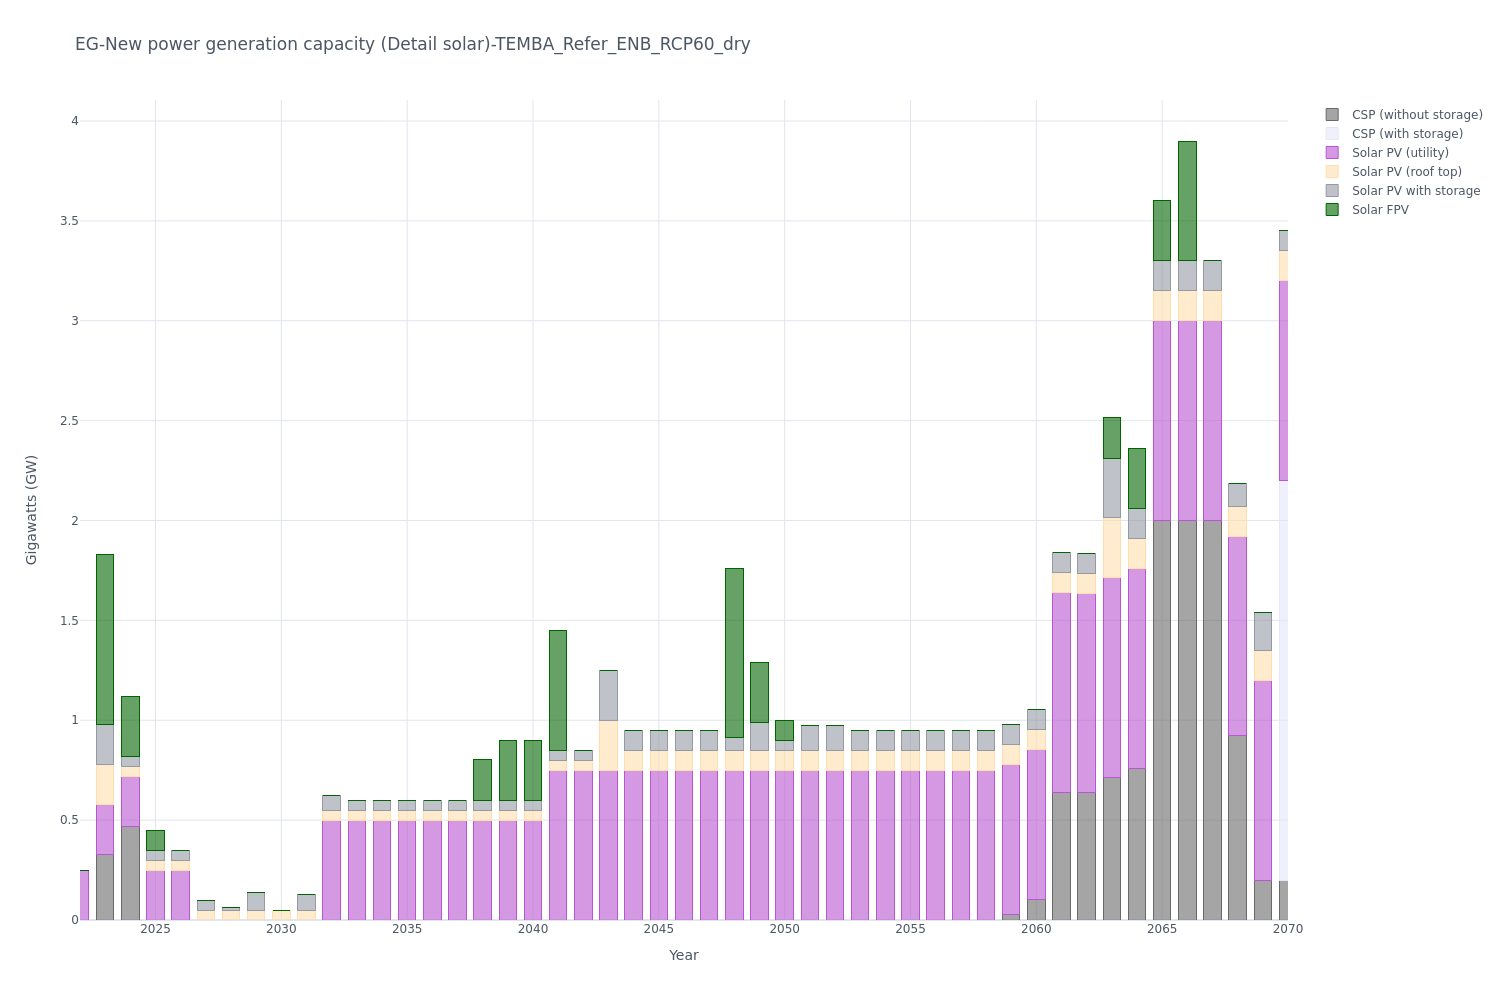 EG-New power generation capacity (Detail solar)-TEMBA_Refer_ENB_RCP60_dry
CSP (without storage)
CSP (with storage)
Solar PV (utility)
Solar PV (roof top)
Solar PV with storage
Solar FPV
Gigawatts (GW)
4
3.5
3
2.5
2
1.5
1
0.5
0
2025 2030 2035 2040 2045 2050 2055 2060 2065 2070
Year